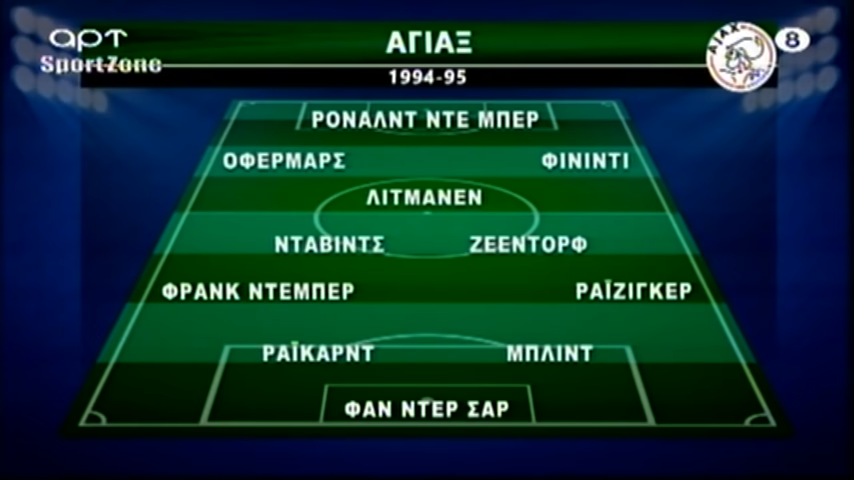 αρτ
SportZone
ΑΓΙΑΞ
1994-95
AJAX
8
ΡΟΝΑΛΝΤ ΝΤΕ ΜΠΕΡ
ΟΦΕΡΜΑΡΣ ΦΙΝΙΝΤΙ
ΛΙΤΜΑΝΕΝ
ΝΤΑΒΙΝΤΣ ΖΕΕΝΤΟΡΦ
ΦΡΑΝΚ ΝΤΕΜΠΕΡ ΡΑΪΖΙΓΚΕΡ
ΡΑΪΚΑΡΝΤ ΜΠΛΙΝΤ
ΦΑΝ ΝΤΕΡ ΣΑΡ